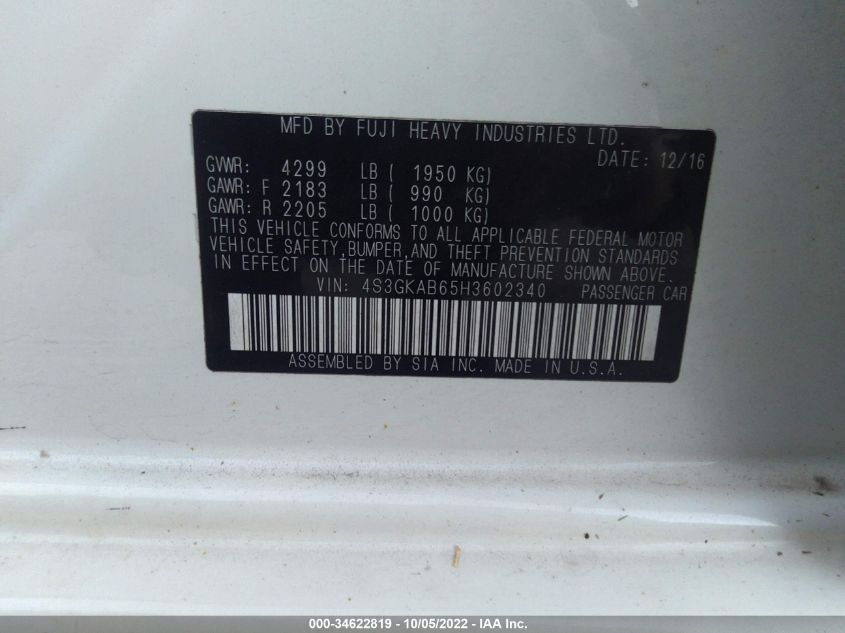 MFD BY FUJI HEAVY INDUSTRIES LTD.
DATE: 12/16
GVWR: 4299 LB ( 1950 KG)
GAWR: F 2183 LB ( 990 KG)
GAWR: R 2205 LB ( 1000 KG)
THIS VEHICLE CONFORMS TO ALL APPLICABLE FEDERAL MOTOR
VEHICLE SAFETY,BUMPER,AND THEFT PREVENTION STANDARDS
IN EFFECT ON THE DATE OF MANUFACTURE SHOWN ABOVE.
VIN: 4S3GKAB65H3602340 PASSENGER CAR
ASSEMBLED BY SIA INC. MADE IN U.S.A.
000-34622819 - 10/05/2022 - IAA Inc.